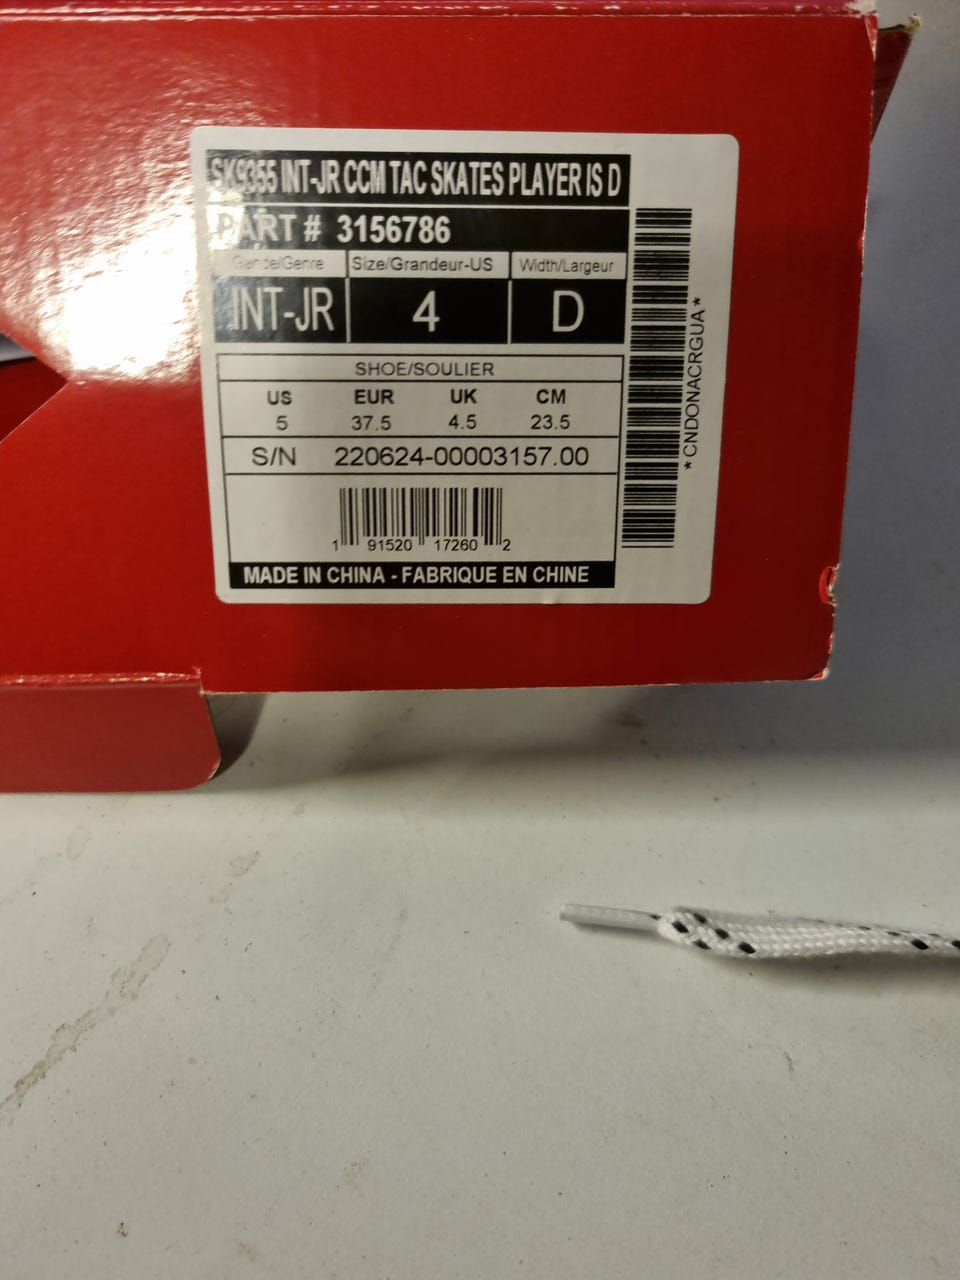 SK9355 INT-JR CCM TAC SKATES PLAYER IS D
PART # 3156786
Gende/Genre Size/Grandeur-US Width/Largeur
INT-JR 4 D
SHOE/SOULIER
US EUR UK CM
5 37.5 4.5 23.5
S/N 220624-00003157.00
1 91520 17260 2
MADE IN CHINA - FABRIQUE EN CHINE
*CNDONACRGUA*